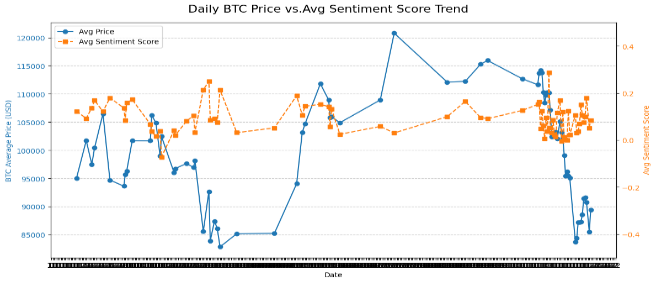 Daily BTC Price vs.Avg Sentiment Score Trend
Avg Price
Avg Sentiment Score
120000
115000
110000
105000
100000
95000
90000
85000
BTC Average Price (USD)
0.4
0.2
0.0
−0.2
−0.4
Avg Sentiment Score
Date